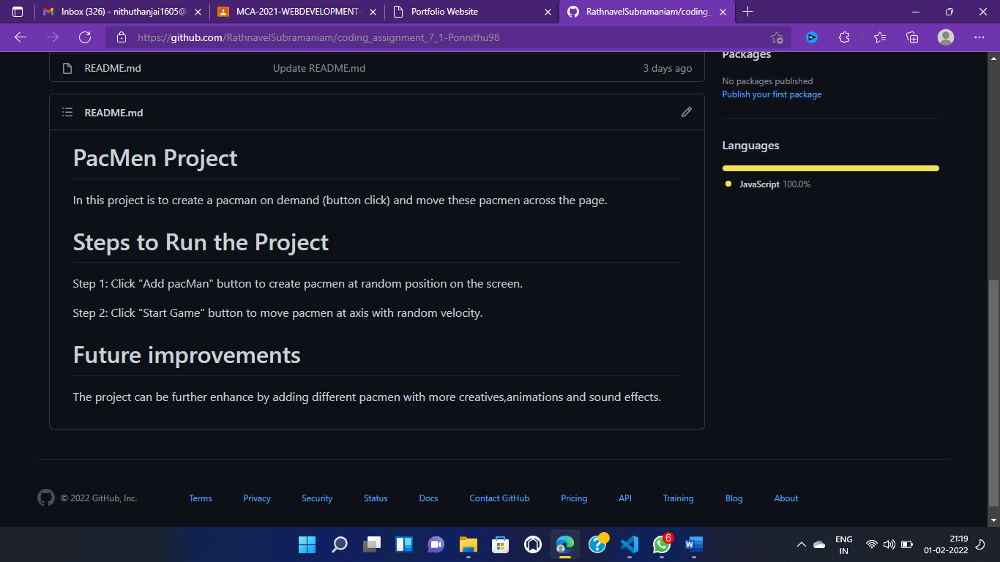 Inbox (326) - nithuthanjai1605@
MCA-2021-WEBDEVELOPMENT-
Portfolio Website
RathnavelSubramaniam/coding_
https://github.com/RathnavelSubramaniam/coding_assignment_7_1-Ponnithu98
README.md Update README.md 3 days ago
Packages
No packages published
Publish your first package
README.md
PacMen Project
In this project is to create a pacman on demand (button click) and move these pacmen across the page.
Steps to Run the Project
Step 1: Click "Add pacMan" button to create pacmen at random position on the screen.
Step 2: Click "Start Game" button to move pacmen at axis with random velocity.
Future improvements
The project can be further enhance by adding different pacmen with more creatives,animations and sound effects.
Languages
JavaScript 100.0%
© 2022 GitHub, Inc. Terms Privacy Security Status Docs Contact GitHub Pricing API Training Blog About
6
ENG
IN
21:19
01-02-2022